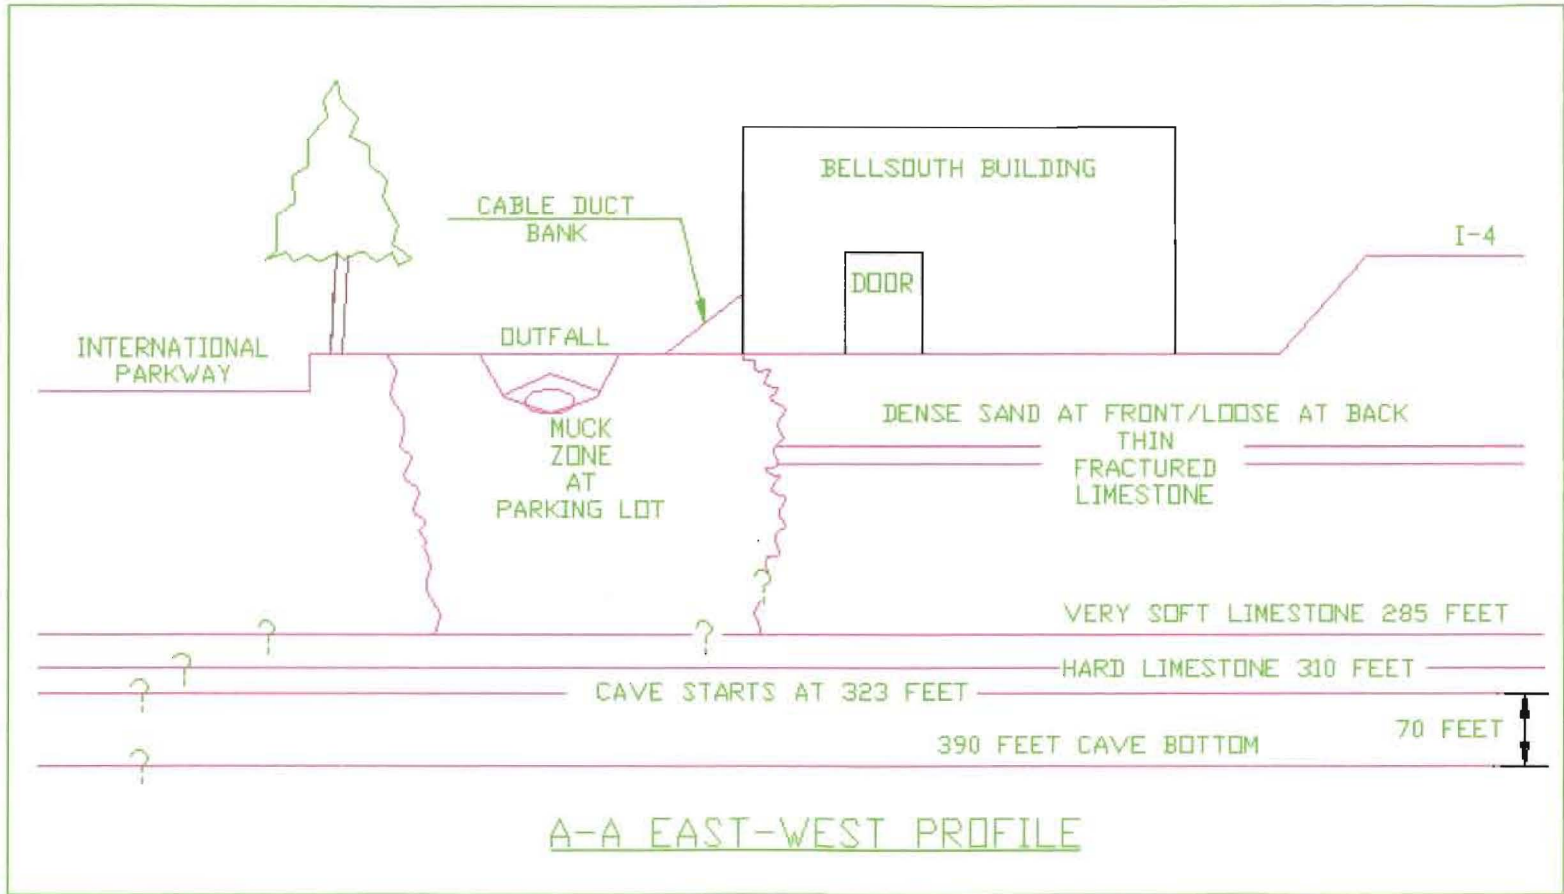 BELLSOUTH BUILDING
CABLE DUCT
BANK
I-4
DOOR
OUTFALL
INTERNATIONAL
PARKWAY
DENSE SAND AT FRONT/LOOSE AT BACK
THIN
FRACTURED
LIMESTONE
MUCK
ZONE
AT
PARKING LOT
?
VERY SOFT LIMESTONE 285 FEET
?
?
?
HARD LIMESTONE 310 FEET
?
CAVE STARTS AT 323 FEET
70 FEET
390 FEET CAVE BOTTOM
?
A-A EAST-WEST PROFILE